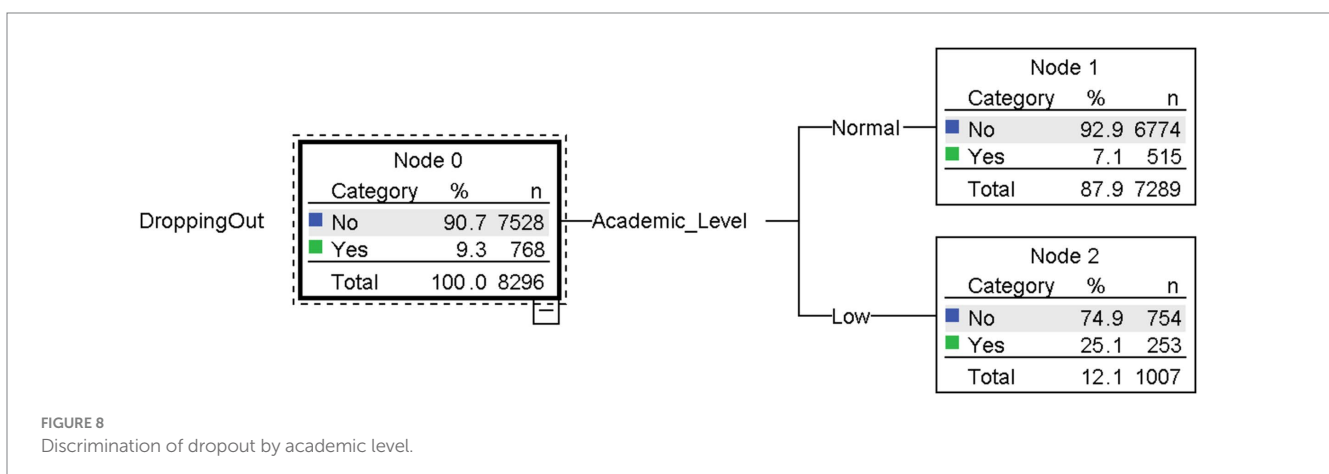 Node 1
Category % n
Normal
No 92.9 6774
Yes 7.1 515
Total 87.9 7289
Node 0
Category % n
DroppingOut
No 90.7 7528
Academic_Level
Yes 9.3 768
Total 100.0 8296
Node 2
Category % n
Low
No 74.9 754
Yes 25.1 253
Total 12.1 1007
FIGURE 8
Discrimination of dropout by academic level.